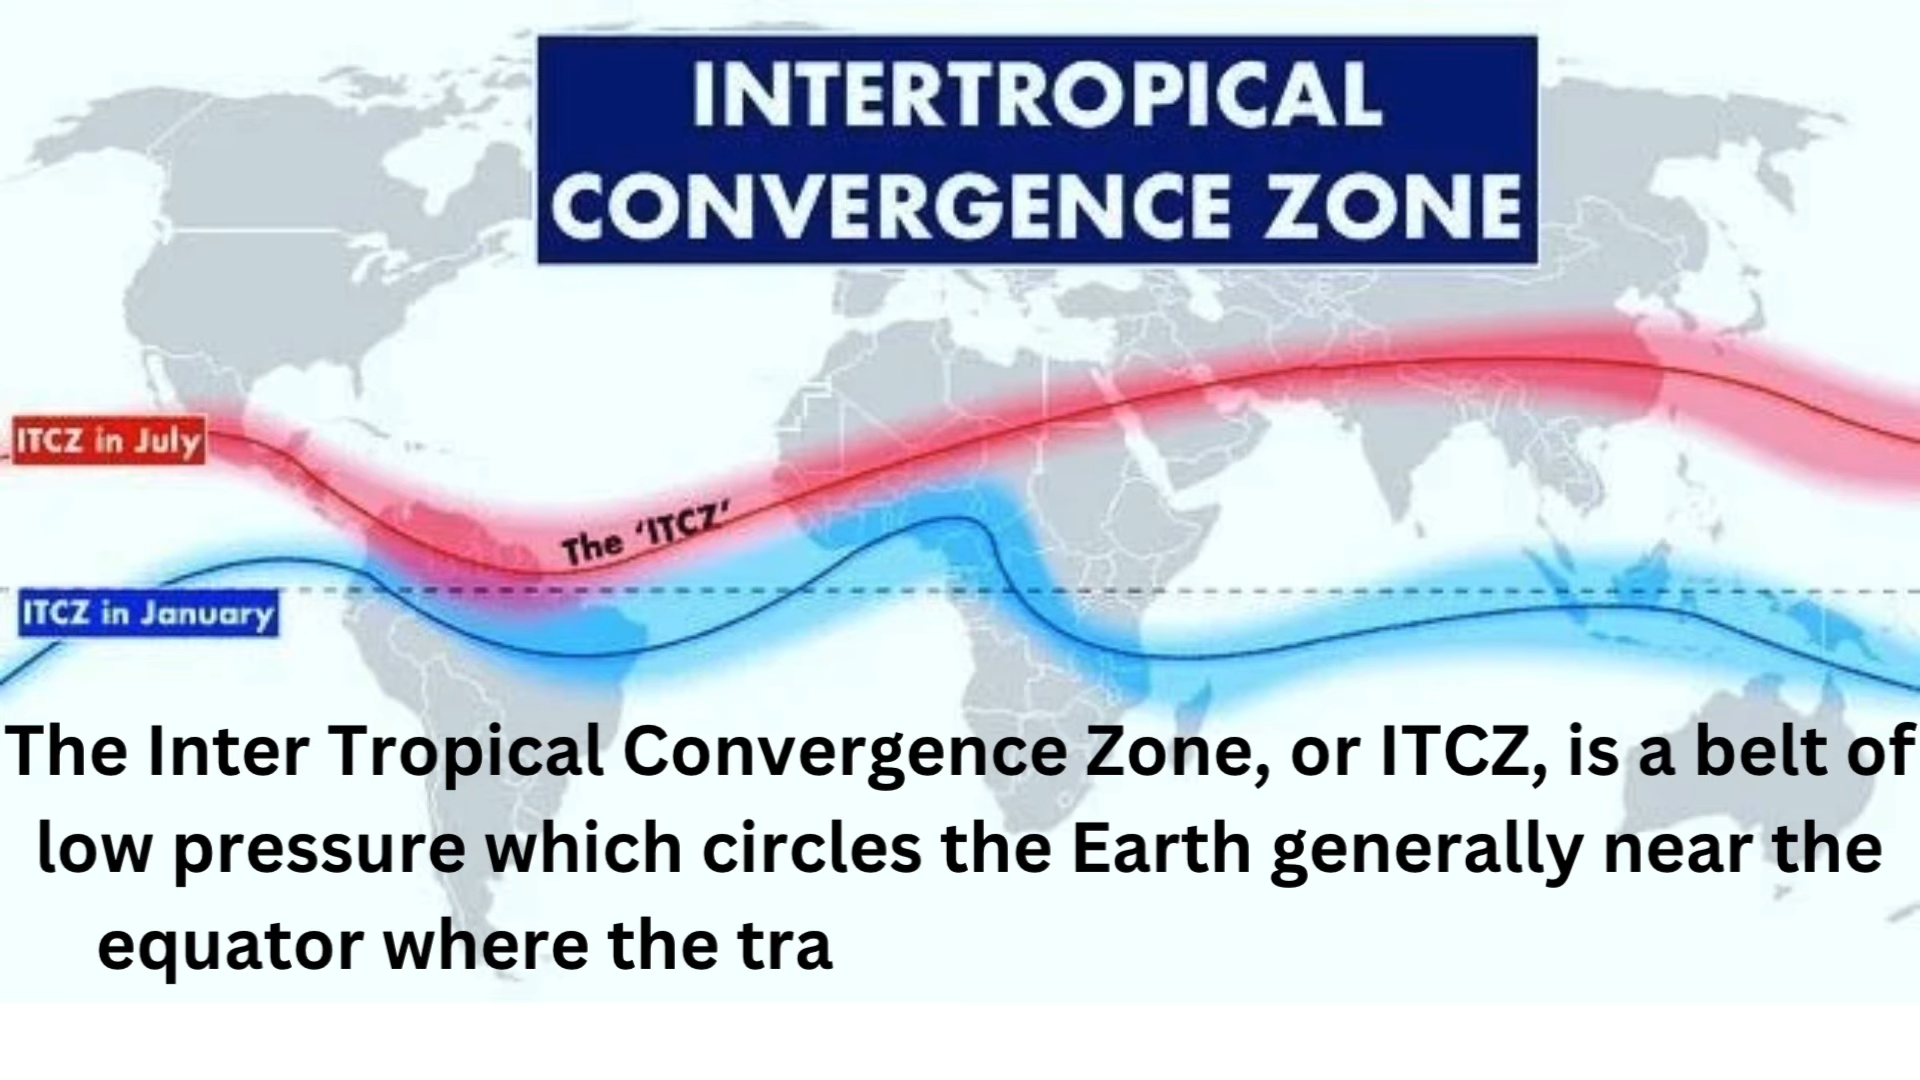 INTERTROPICAL
CONVERGENCE ZONE
ITCZ in July
The 'ITCZ'
ITCZ in January
The Inter Tropical Convergence Zone, or ITCZ, is a belt of
low pressure which circles the Earth generally near the
equator where the tra